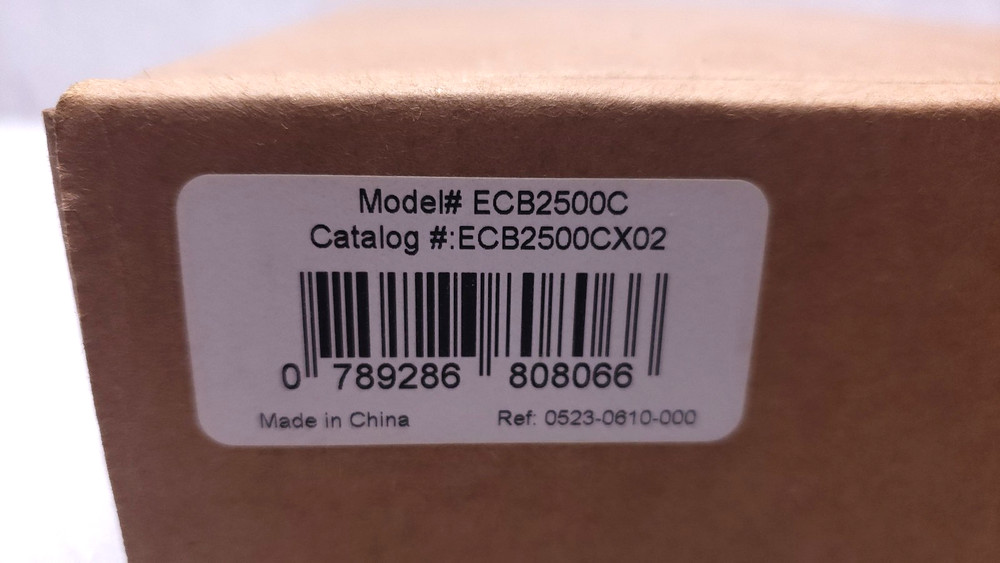 Model# ECB2500C
Catalog #:ECB2500CX02
0 789286 808066
Made in China Ref: 0523-0610-000